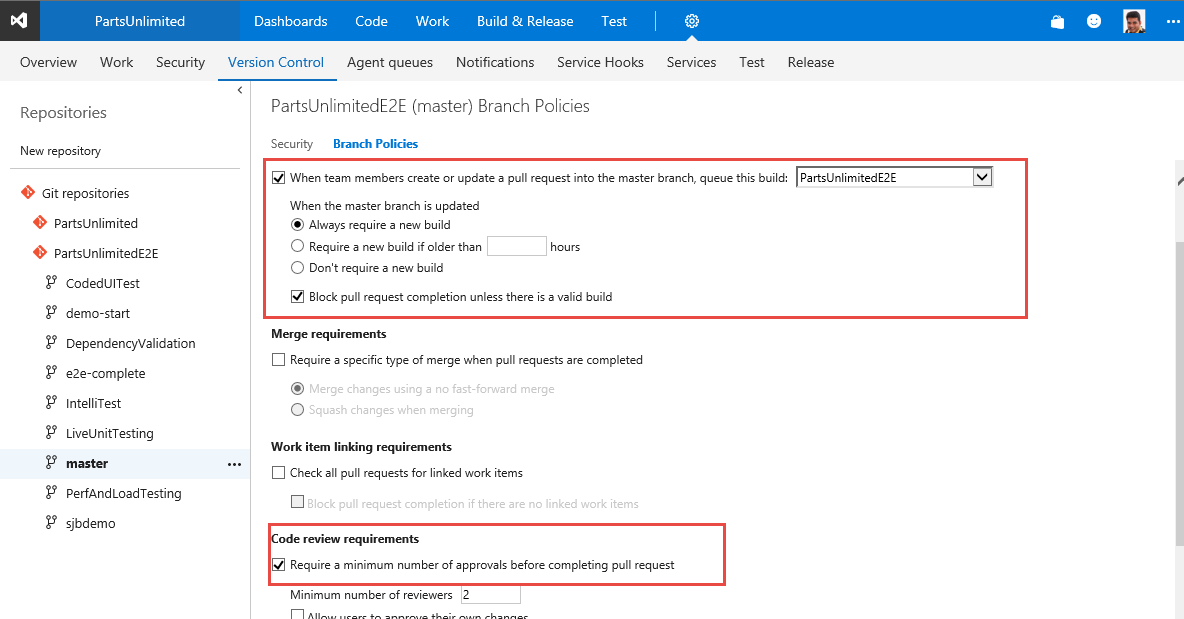 PartsUnlimited Dashboards Code Work Build & Release Test
Overview Work Security Version Control Agent queues Notifications Service Hooks Services Test Release
Repositories
New repository
Git repositories
PartsUnlimited
PartsUnlimitedE2E
CodedUITest
demo-start
DependencyValidation
e2e-complete
IntelliTest
LiveUnitTesting
master
PerfAndLoadTesting
sjbdemo
PartsUnlimitedE2E (master) Branch Policies
Security Branch Policies
When team members create or update a pull request into the master branch, queue this build: PartsUnlimitedE2E
When the master branch is updated
Always require a new build
Require a new build if older than hours
Don't require a new build
Block pull request completion unless there is a valid build
Merge requirements
Require a specific type of merge when pull requests are completed
Merge changes using a no fast-forward merge
Squash changes when merging
Work item linking requirements
Check all pull requests for linked work items
Block pull request completion if there are no linked work items
Code review requirements
Require a minimum number of approvals before completing pull request
Minimum number of reviewers 2
Allow users to approve their own changes